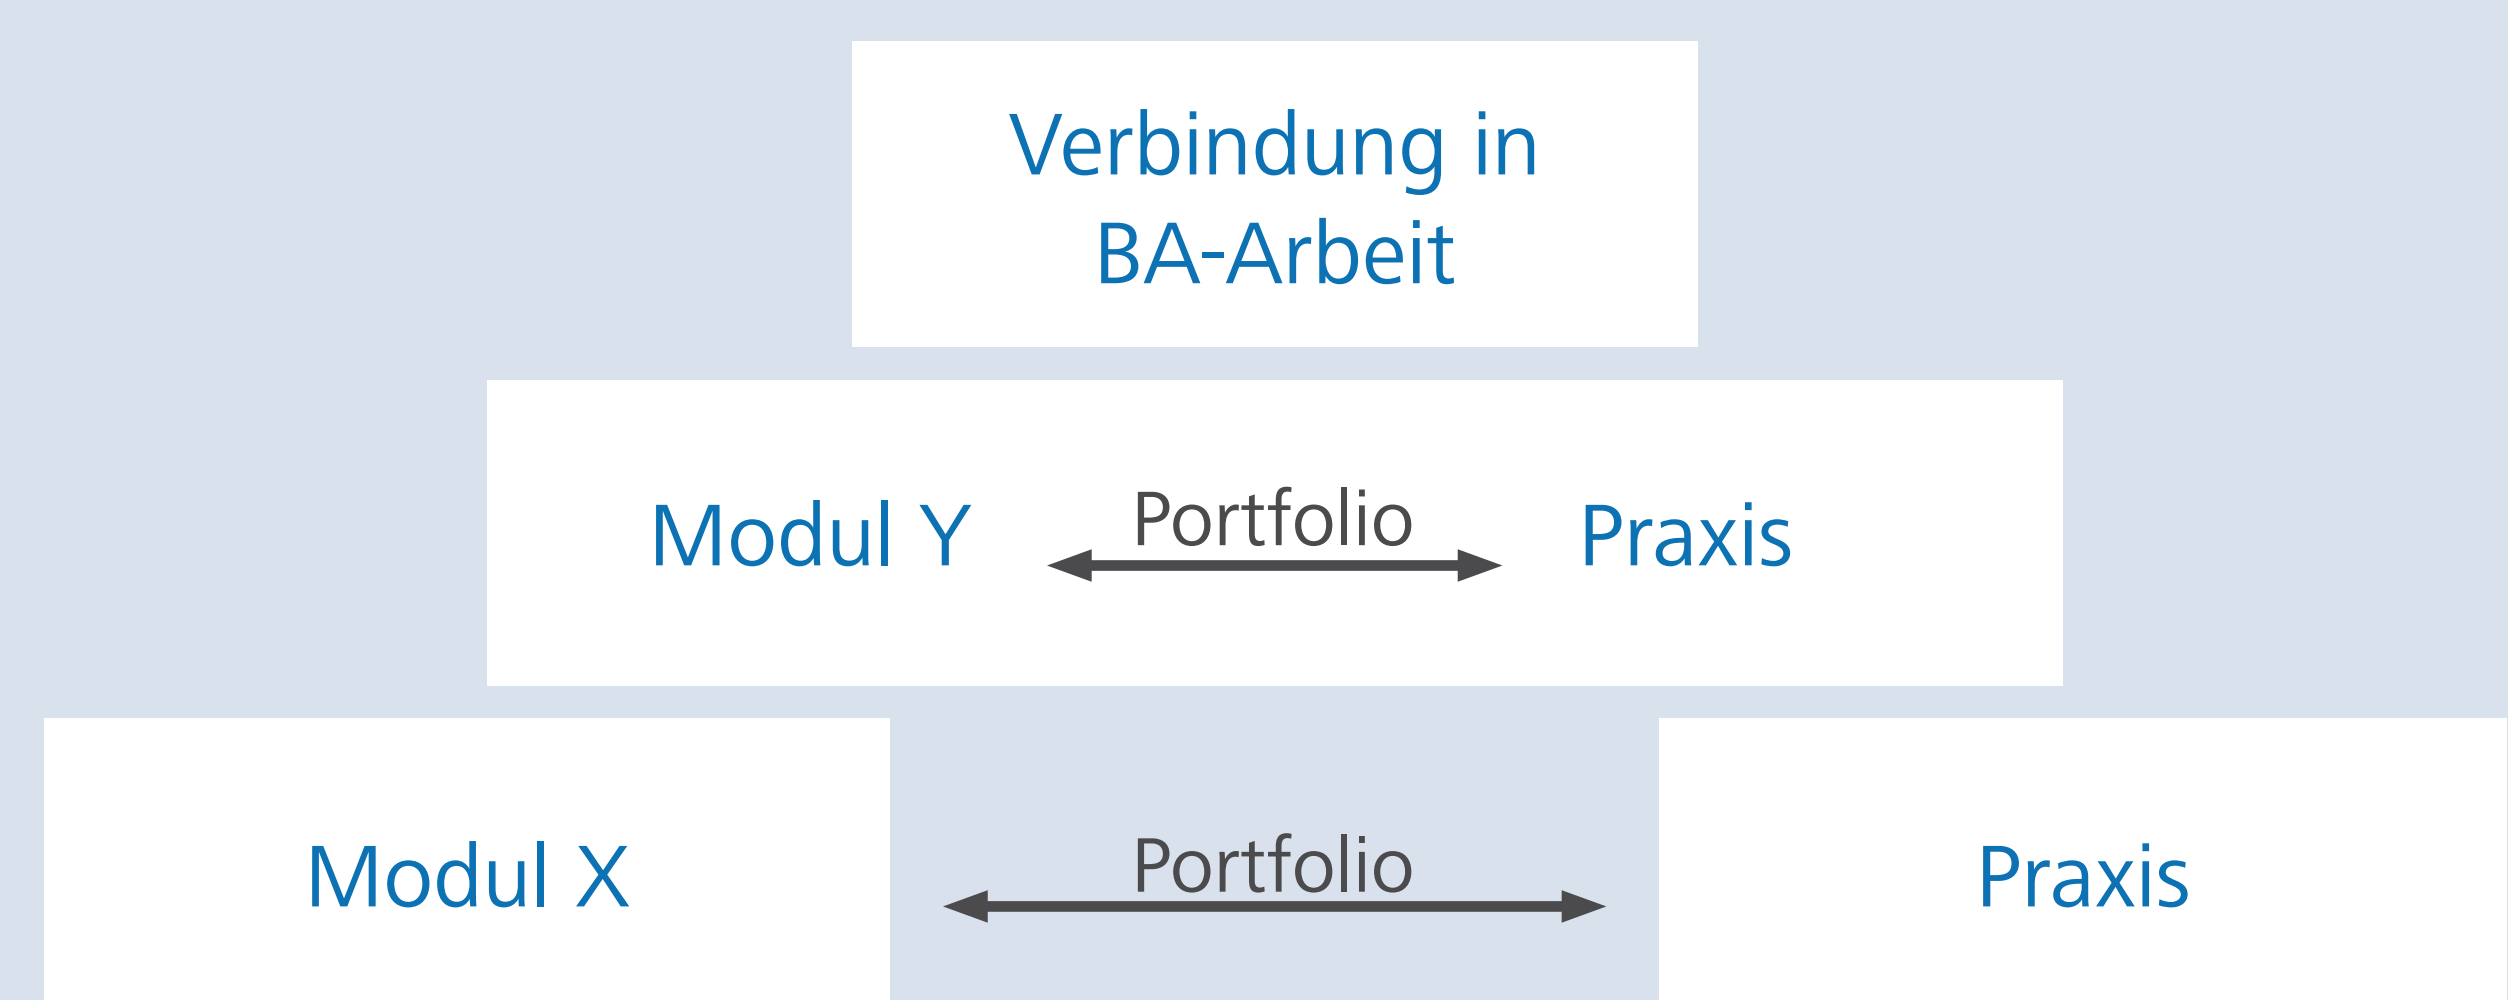 Verbindung in
BA-Arbeit
Modul Y Portfolio Praxis
Modul X Portfolio Praxis